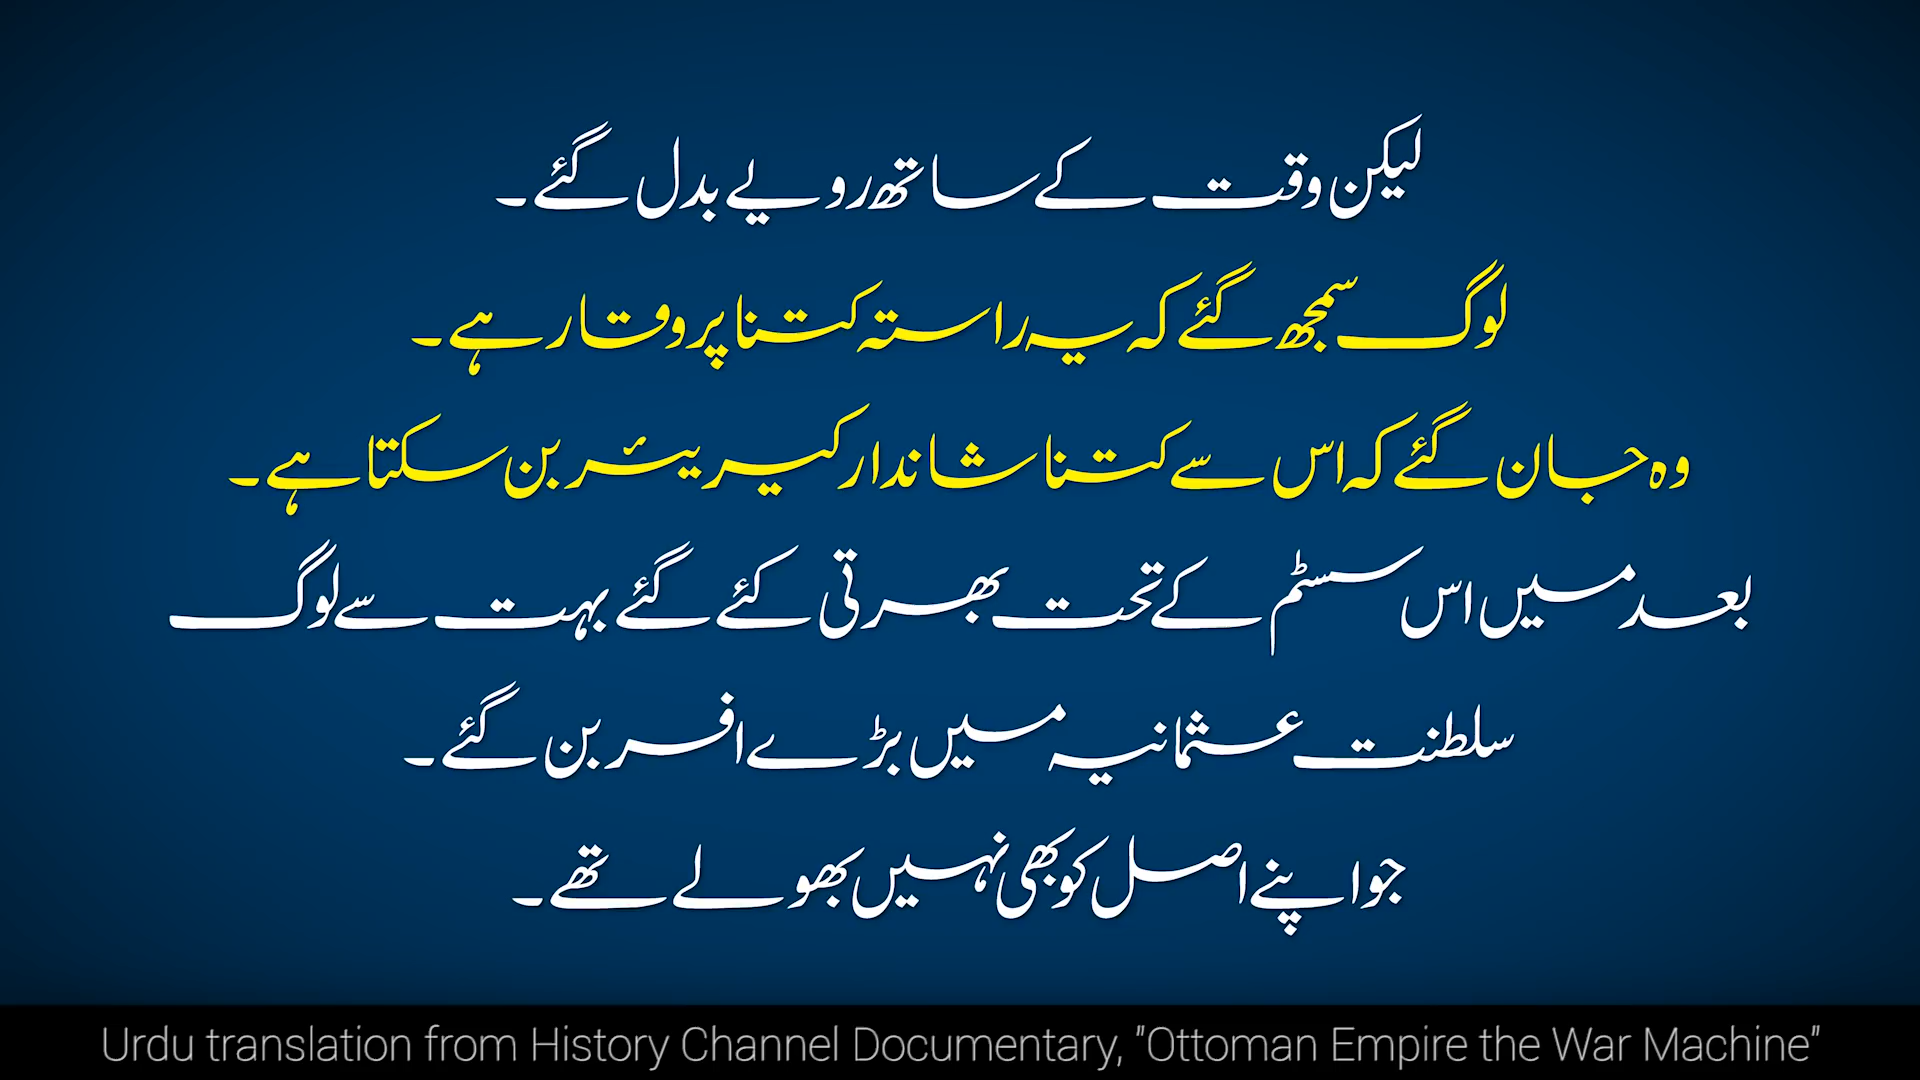 لیکن وقت کے ساتھ رویے بدل گئے۔
لوگ سمجھ گئے کہ یہ راستہ کتنا پروقار ہے۔
وہ جان گئے کہ اس سے کتنا شاندار کیریئر بن سکتا ہے۔
بعد میں اس سسٹم کے تحت بھرتی کئے گئے بہت سے لوگ
سلطنت عثمانیہ میں بڑے افسر بن گئے۔
جو اپنے اصل کو بھی نہیں بھولے تھے۔
Urdu translation from History Channel Documentary, "Ottoman Empire the War Machine"